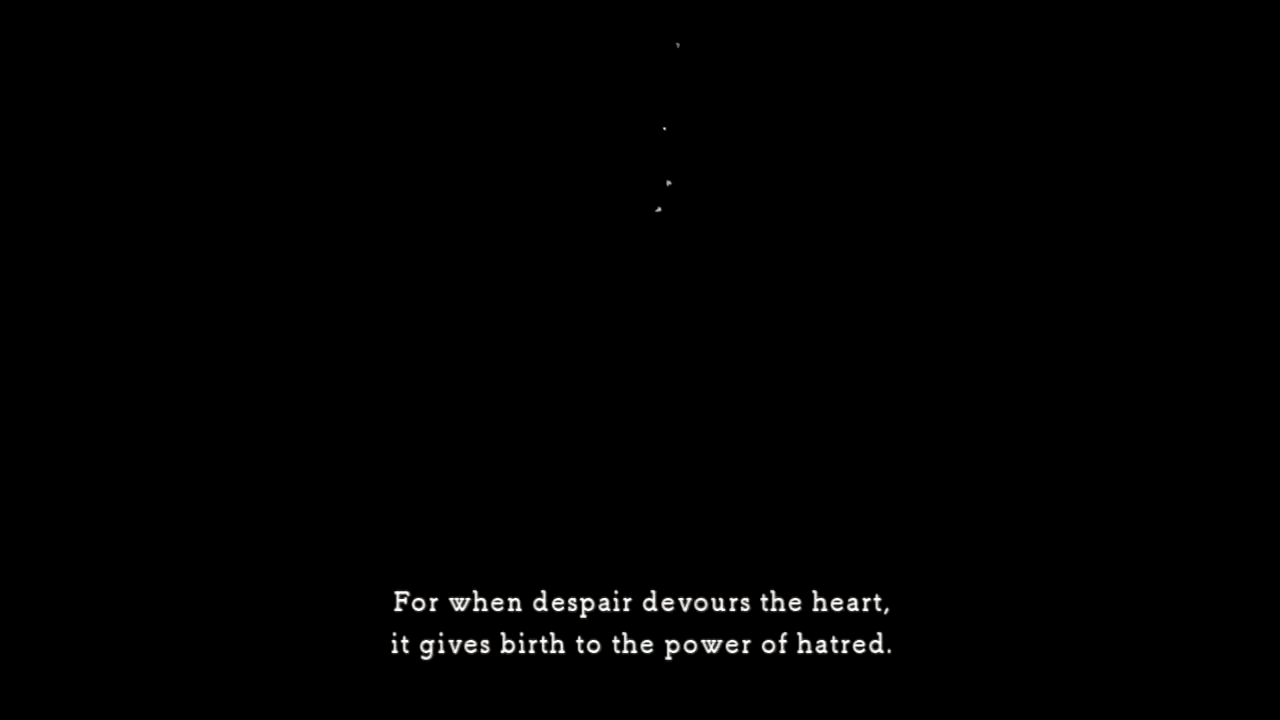 For when despair devours the heart,
it gives birth to the power of hatred.